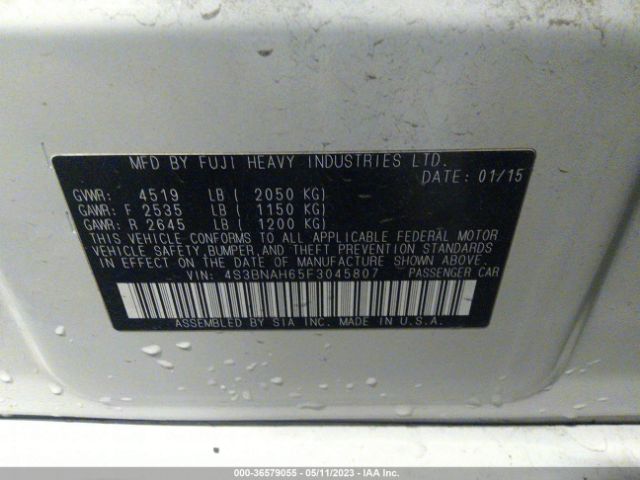 MFD BY FUJI HEAVY INDUSTRIES LTD.
DATE: 01/15
GVWR: 4519 LB ( 2050 KG)
GAWR: F 2535 LB ( 1150 KG)
GAWR: R 2645 LB ( 1200 KG)
THIS VEHICLE CONFORMS TO ALL APPLICABLE FEDERAL MOTOR
VEHICLE SAFETY, BUMPER, AND THEFT PREVENTION STANDARDS
IN EFFECT ON THE DATE OF MANUFACTURE SHOWN ABOVE.
VIN: 4S3BNAH65F3045807 PASSENGER CAR
ASSEMBLED BY SIA INC. MADE IN U.S.A.
000-36579055 - 05/11/2023 - IAAI.COM